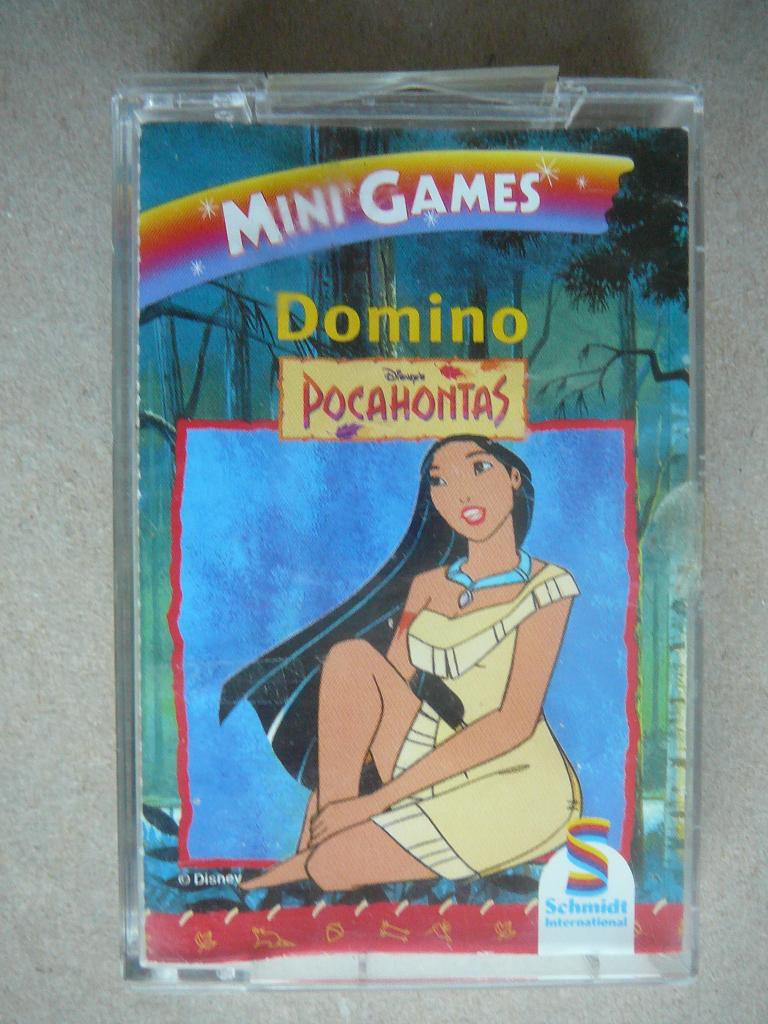 MINI GAMES
Domino
Disney's
POCAHONTAS
© Disney
Schmidt
International